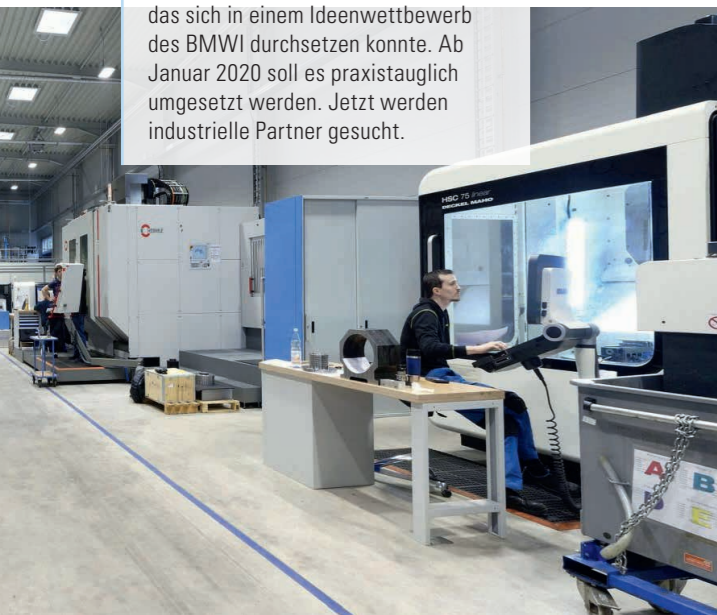 das sich in einem Ideenwettbewerb
des BMWI durchsetzen konnte. Ab
Januar 2020 soll es praxistauglich
umgesetzt werden. Jetzt werden
industrielle Partner gesucht.
HSC 75 linear
DECKEL MAHO
HERMLE
A B
D E